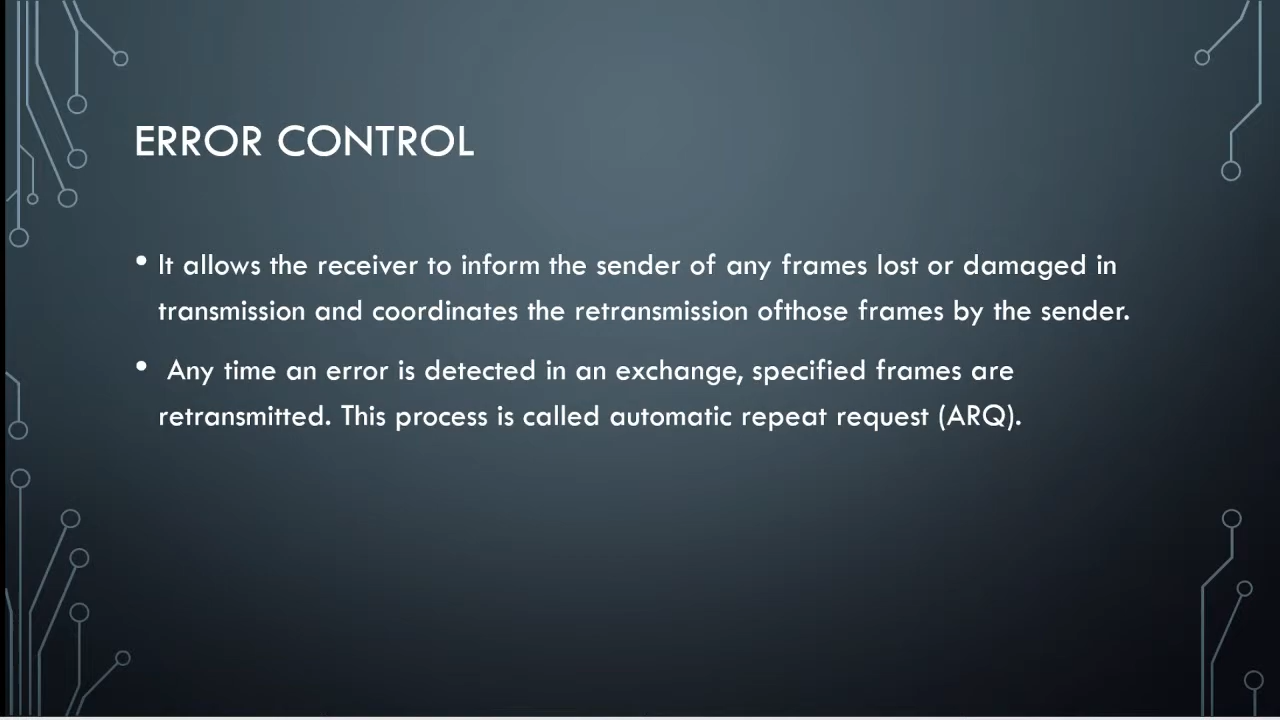 ERROR CONTROL
• It allows the receiver to inform the sender of any frames lost or damaged in
transmission and coordinates the retransmission ofthose frames by the sender.
• Any time an error is detected in an exchange, specified frames are
retransmitted. This process is called automatic repeat request (ARQ).